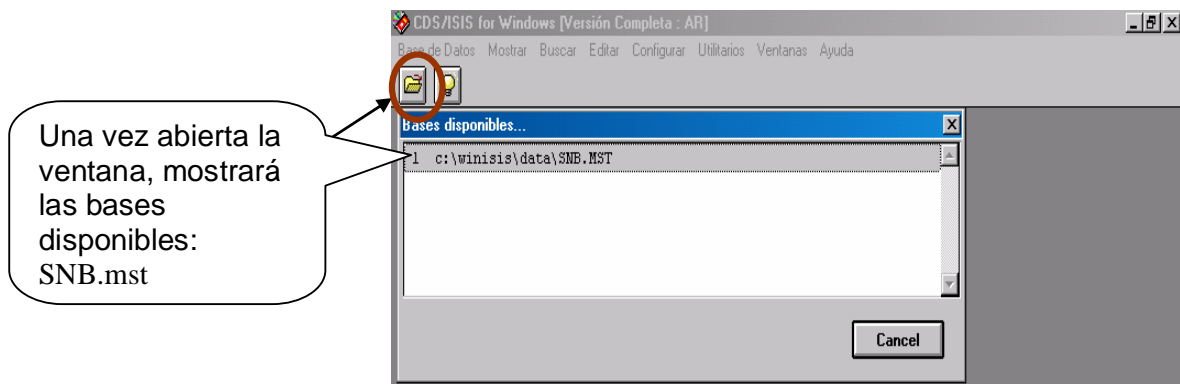 CDS/ISIS for Windows [Versión Completa : AR]
Base de Datos Mostrar Buscar Editar Configurar Utilitarios Ventanas Ayuda
Bases disponibles...
1 c:\winisis\data\SNB.MST
Cancel
Una vez abierta la
ventana, mostrará
las bases
disponibles:
SNB.mst